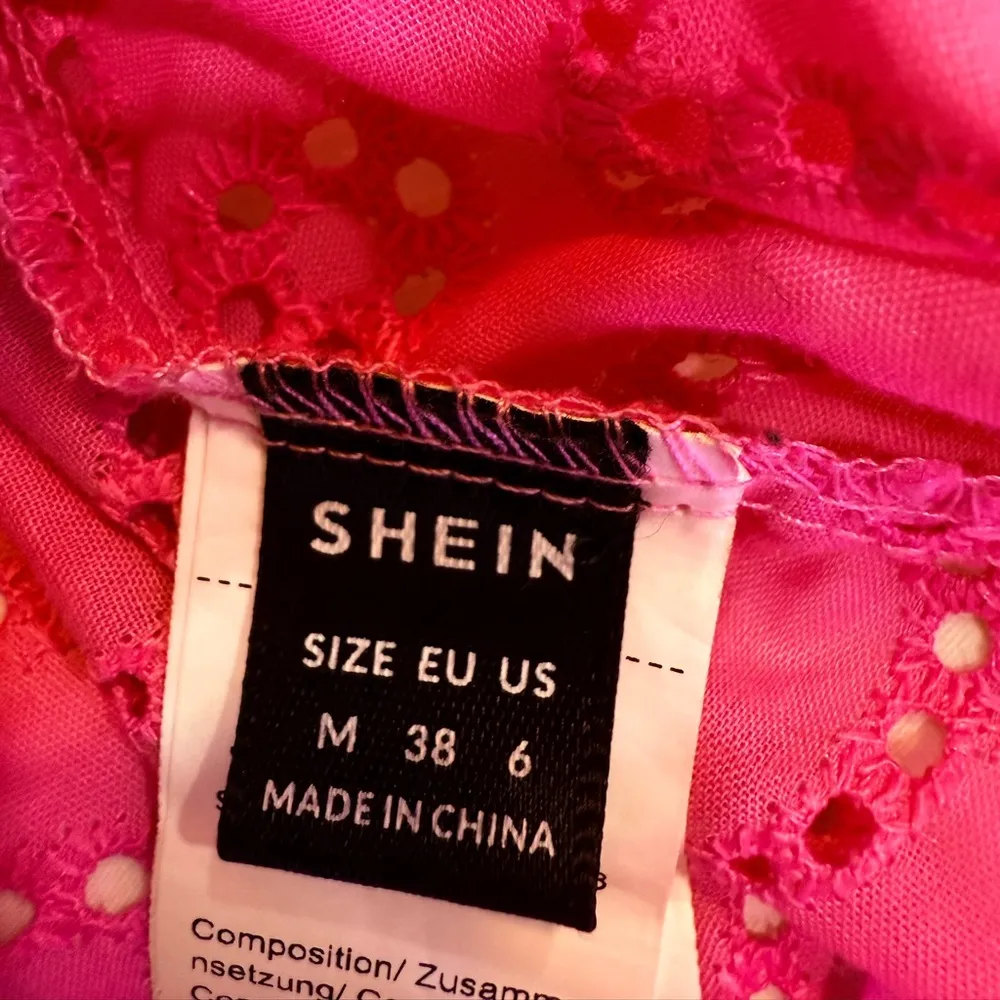 SHEIN
SIZE EU US
M 38 6
MADE IN CHINA
Composition/ Zusamm
nsetzung/